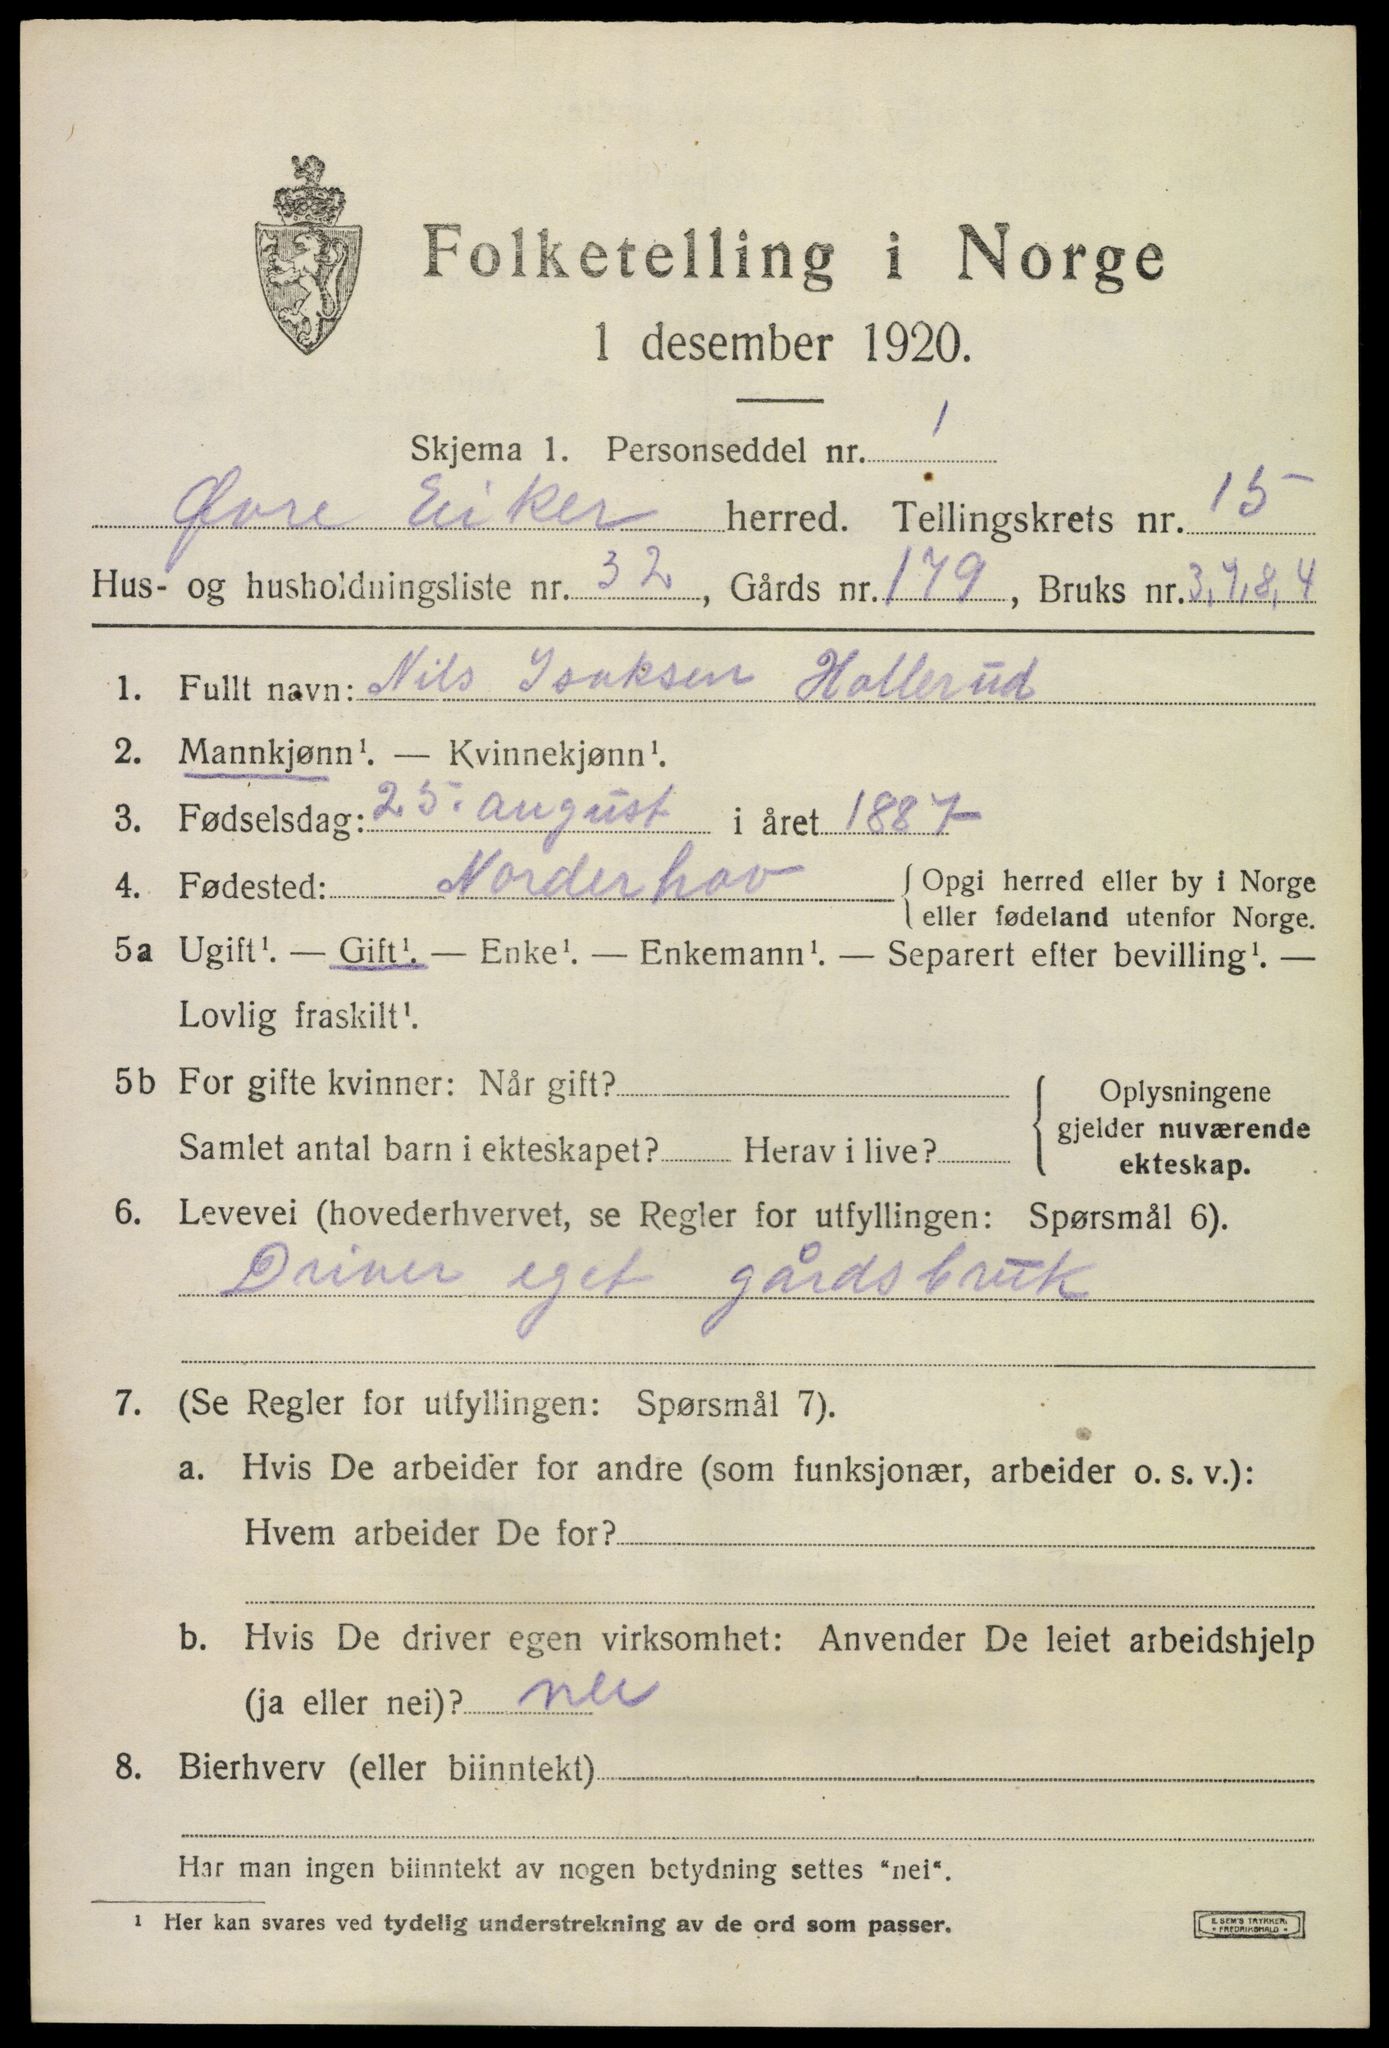 Folketelling i Norge
1 desember 1920.
Skjema 1. Personseddel nr. 1
Øvre Eiker herred. Tellingskrets nr. 15
Hus- og husholdningsliste nr. 32, Gårds nr. 179, Bruks nr. 3, 7, 8, 4
1. Fullt navn: Nils Isaksen Hollerud
2. Mannkjønn¹. — Kvinnekjønn¹.
3. Fødselsdag: 25. august i året 1887
4. Fødested: Norderhov { Opgi herred eller by i Norge
eller fødeland utenfor Norge.
5a Ugift¹. — Gift¹. — Enke¹. — Enkemann¹. — Separert efter bevilling¹. —
Lovlig fraskilt¹.
5b For gifte kvinner: Når gift? { Oplysningene
gjelder nuværende
Samlet antal barn i ekteskapet? Herav i live?
ekteskap.
6. Levevei (hovederhvervet, se Regler for utfyllingen: Spørsmål 6).
Driver eget gårdsbruk
7. (Se Regler for utfyllingen: Spørsmål 7).
a. Hvis De arbeider for andre (som funksjonær, arbeider o. s. v.):
Hvem arbeider De for?
b. Hvis De driver egen virksomhet: Anvender De leiet arbeidshjelp
(ja eller nei)? nei
8. Bierhverv (eller biinntekt)
Har man ingen biinntekt av nogen betydning settes "nei".
¹ Her kan svares ved tydelig understrekning av de ord som passer.
E. SEM'S TRYKKERI
• FREDRIKSHALD •